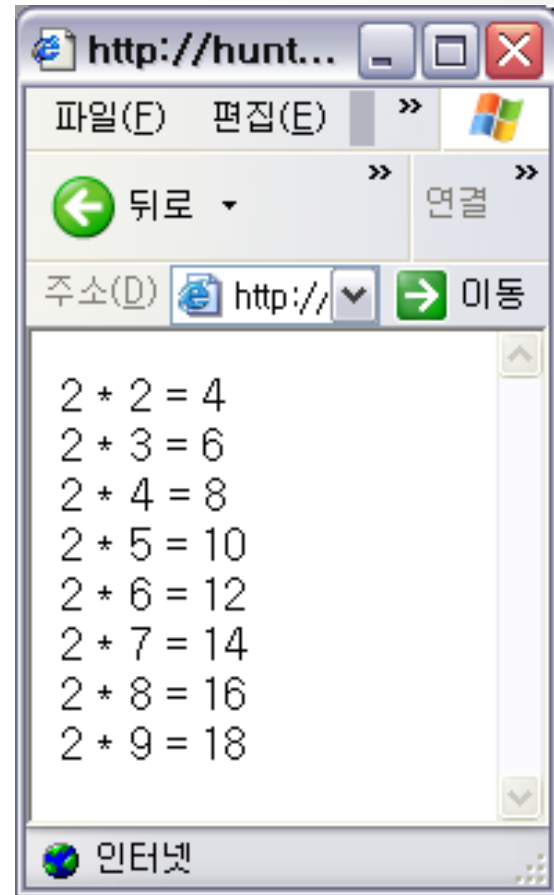 http://hunt...
파일(F) 편집(E) »
뒤로 » 연결 »
주소(D) http:// 이동
2 * 2 = 4
2 * 3 = 6
2 * 4 = 8
2 * 5 = 10
2 * 6 = 12
2 * 7 = 14
2 * 8 = 16
2 * 9 = 18
인터넷